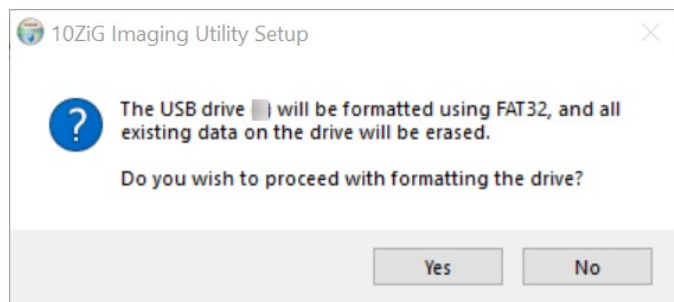 10ZiG Imaging Utility Setup
The USB drive ) will be formatted using FAT32, and all
existing data on the drive will be erased.
Do you wish to proceed with formatting the drive?
Yes
No